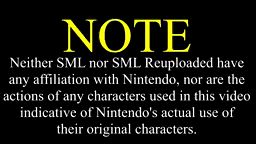 NOTE
Neither SML nor SML Reuploaded have
any affiliation with Nintendo, nor are the
actions of any characters used in this video
indicative of Nintendo's actual use of
their original characters.